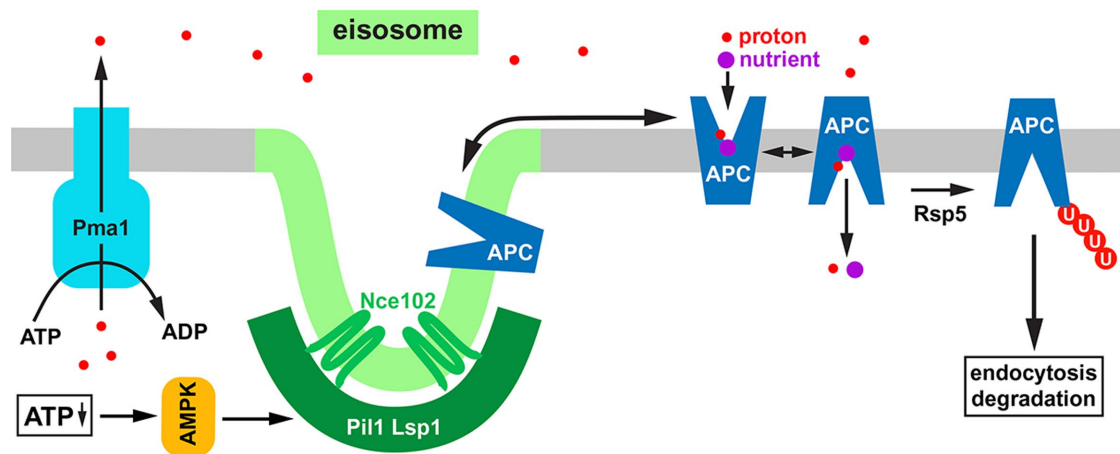 eisosome
proton
nutrient
Pma1
ATP
ADP
ATP
AMPK
Nce102
Pil1 Lsp1
APC
APC
APC
Rsp5
APC
U
U
U
U
endocytosis
degradation